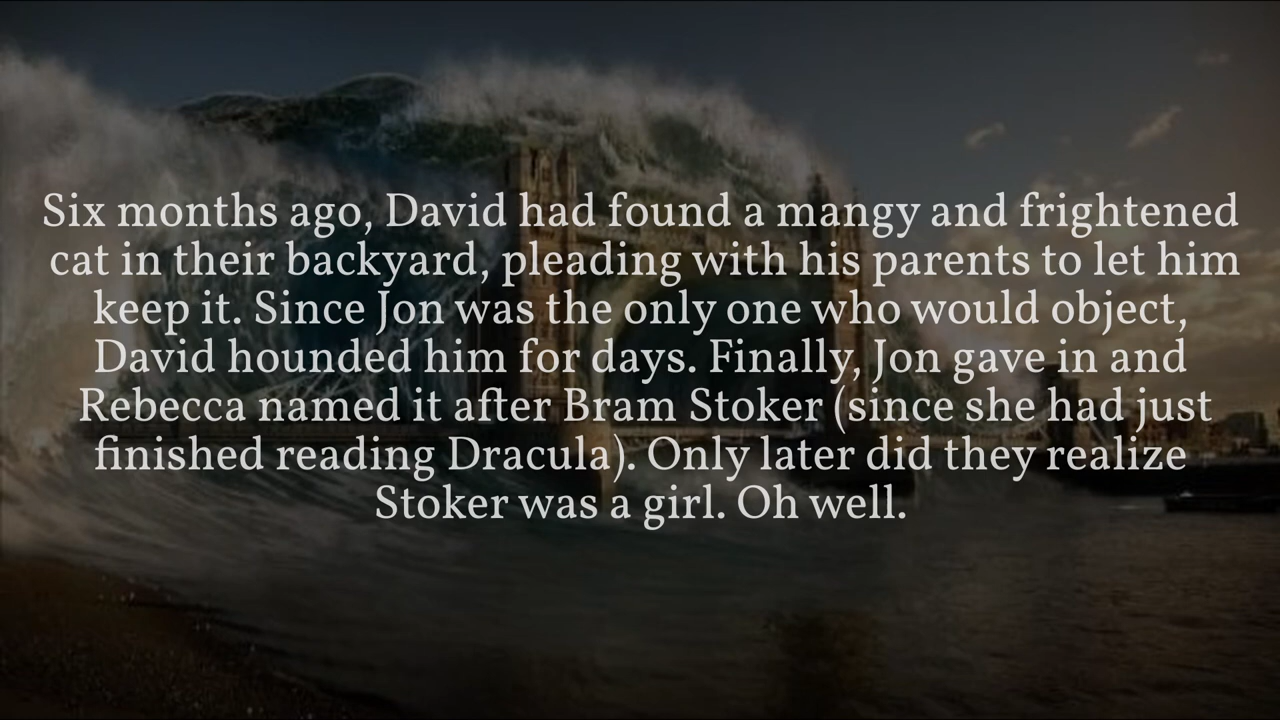 Six months ago, David had found a mangy and frightened
cat in their backyard, pleading with his parents to let him
keep it. Since Jon was the only one who would object,
David hounded him for days. Finally, Jon gave in and
Rebecca named it after Bram Stoker (since she had just
finished reading Dracula). Only later did they realize
Stoker was a girl. Oh well.